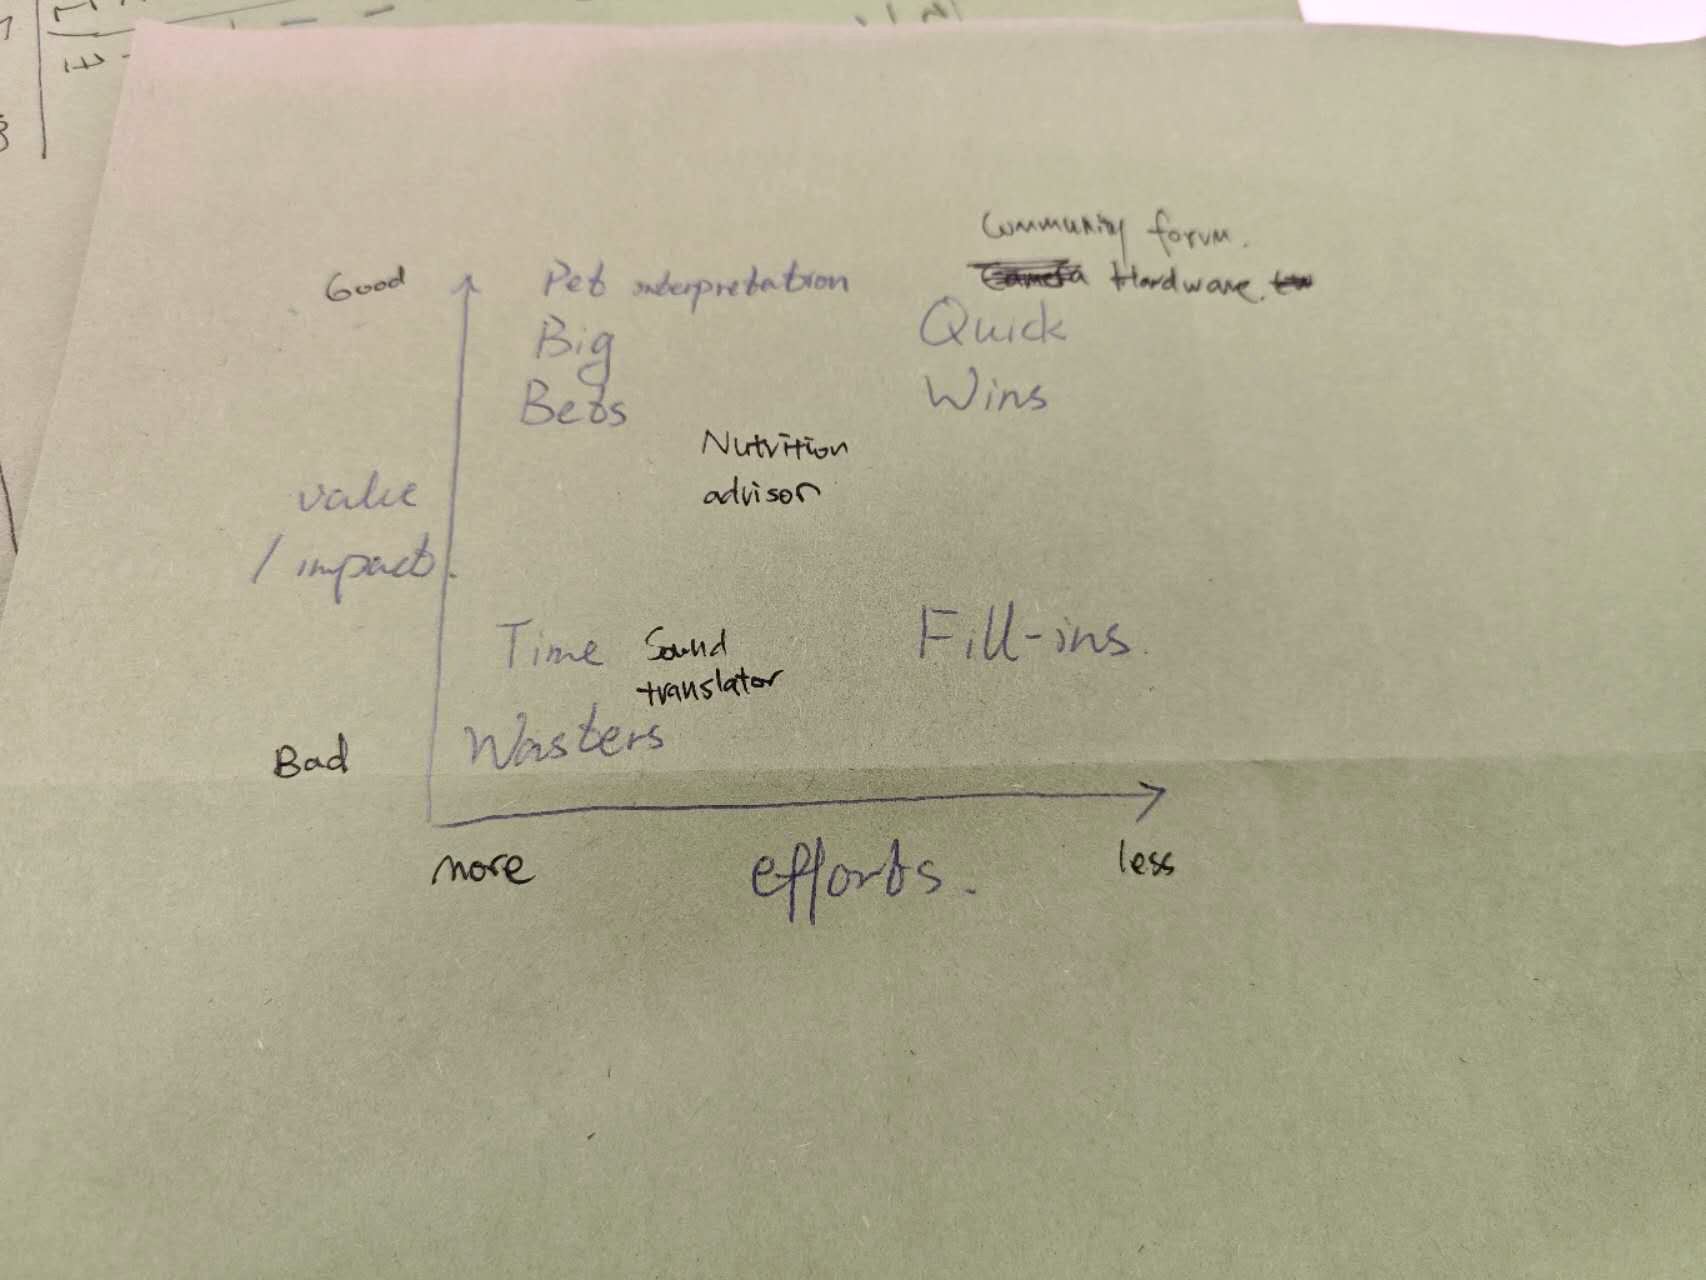 Community forum.
Good
Pet interpretation
Hardware.
Big
Quick
Bets
Wins
Nutrition
advisor
value
/ impact.
Time
Sound
translator
Fill-ins.
Wasters
Bad
more
efforts.
less